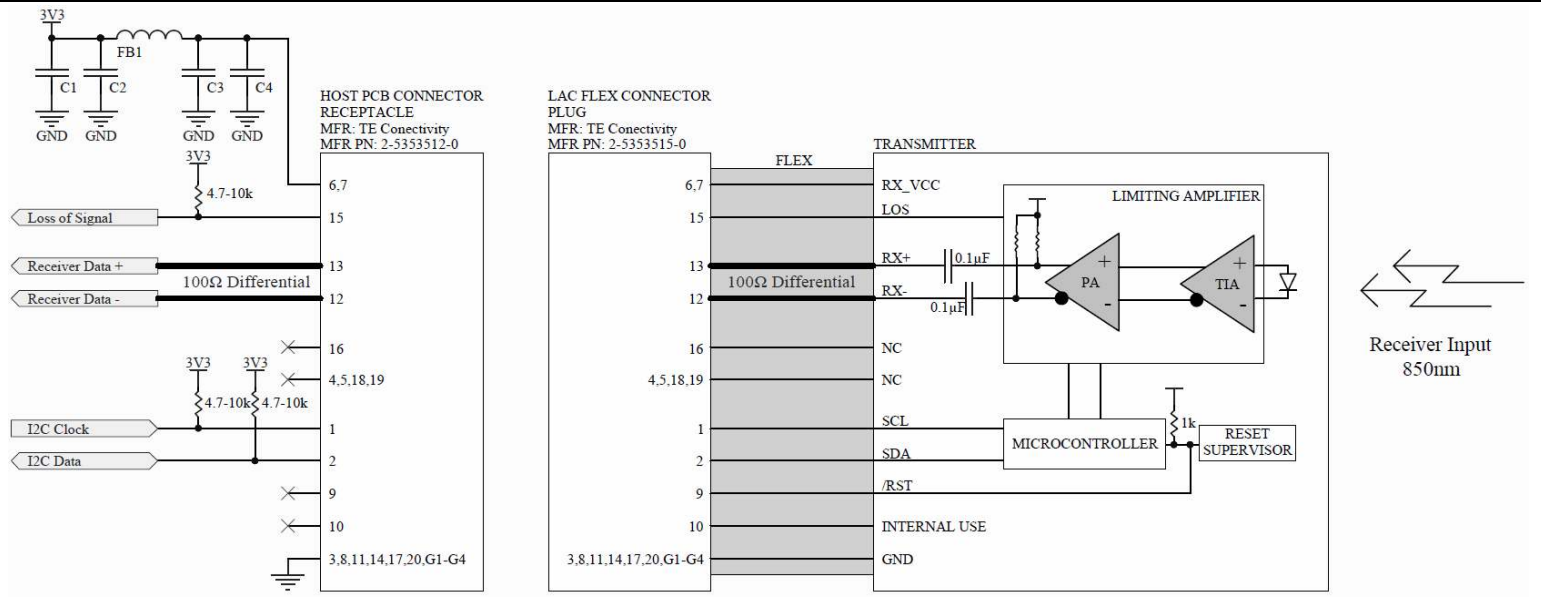 3V3
FB1
C1
C2
C3
C4
GND
GND
GND
GND
HOST PCB CONNECTOR
RECEPTACLE
MFR: TE Conectivity
MFR PN: 2-5353512-0
LAC FLEX CONNECTOR
PLUG
MFR: TE Conectivity
MFR PN: 2-5353515-0
3V3
4.7-10k
Loss of Signal
Receiver Data +
100Ω Differential
Receiver Data -
3V3
3V3
4.7-10k
4.7-10k
I2C Clock
I2C Data
6,7
15
13
12
16
4,5,18,19
1
2
9
10
3,8,11,14,17,20,G1-G4
6,7
15
13
12
16
4,5,18,19
1
2
9
10
3,8,11,14,17,20,G1-G4
FLEX
100Ω Differential
TRANSMITTER
RX_VCC
LOS
RX+
RX-
NC
NC
SCL
SDA
/RST
INTERNAL USE
GND
0.1µF
0.1µF
LIMITING AMPLIFIER
+
PA
-
+
TIA
-
MICROCONTROLLER
1k
RESET
SUPERVISOR
Receiver Input
850nm